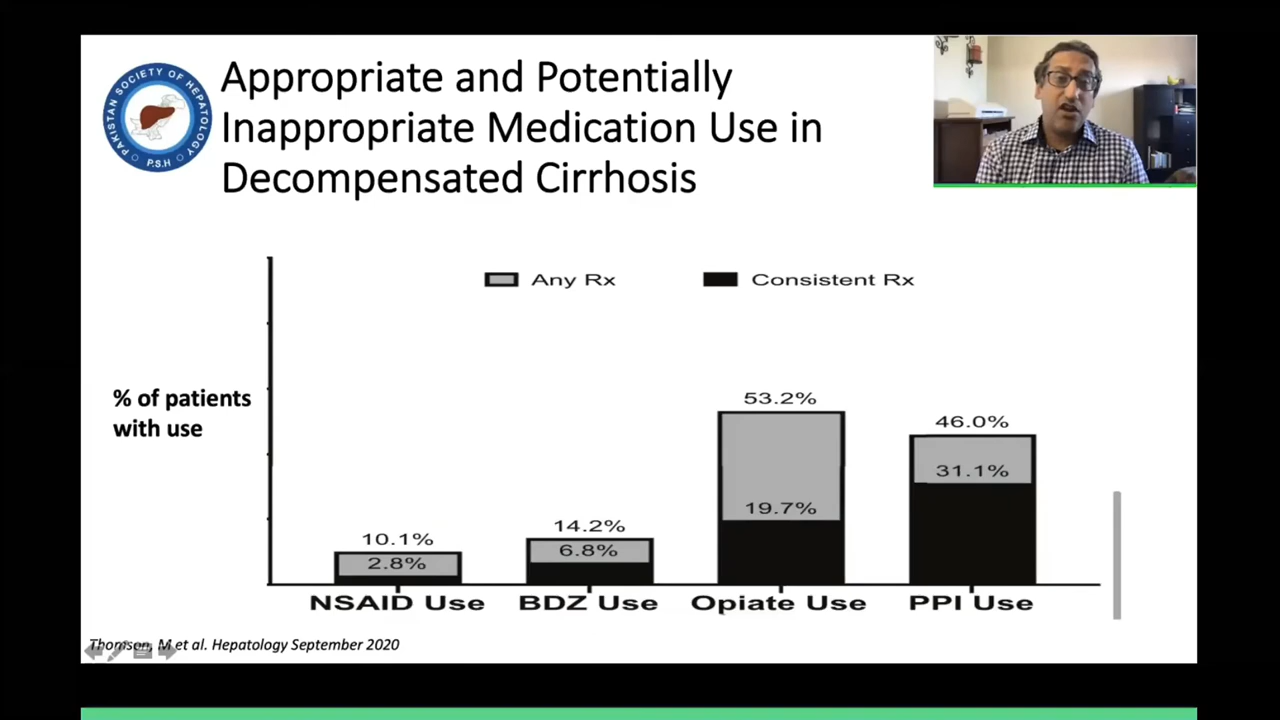 PAKISTAN SOCIETY OF HEPATOLOGY
P.S.H
Appropriate and Potentially
Inappropriate Medication Use in
Decompensated Cirrhosis
Any Rx
Consistent Rx
% of patients
with use
53.2%
46.0%
31.1%
19.7%
14.2%
10.1%
6.8%
2.8%
NSAID Use
BDZ Use
Opiate Use
PPI Use
Thomson, M et al. Hepatology September 2020